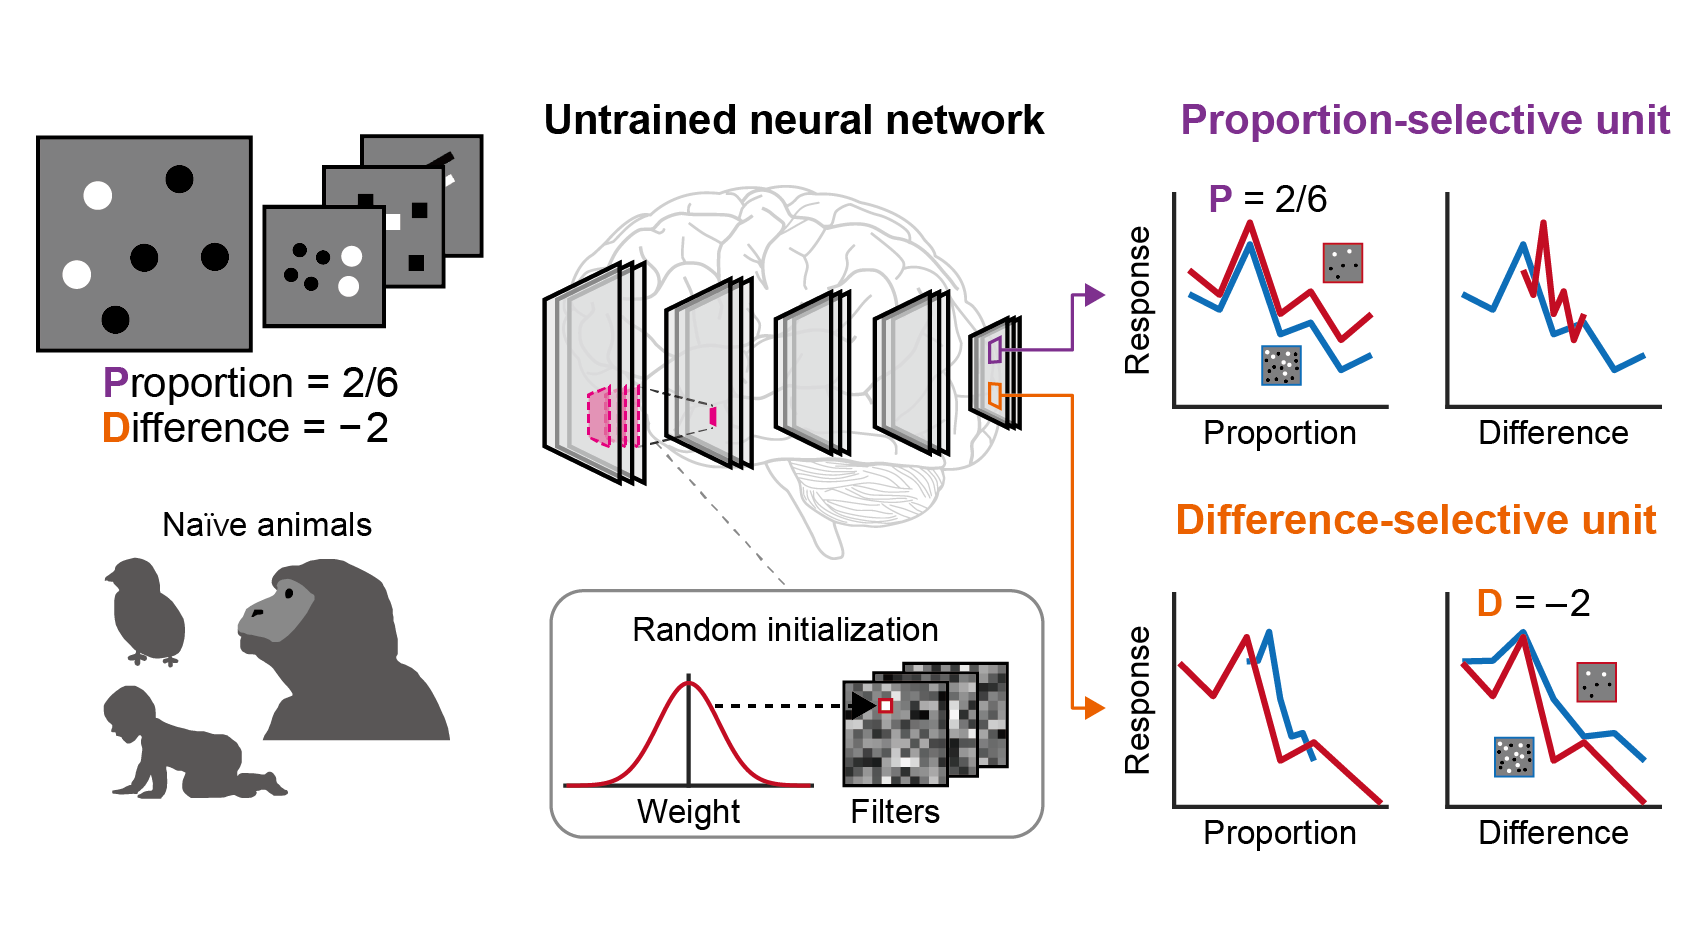 Proportion = 2/6
Difference = −2
Naïve animals
Untrained neural network
Random initialization
Weight
Filters
Proportion-selective unit
P = 2/6
Response
Proportion
Difference
Difference-selective unit
D = –2
Response
Proportion
Difference